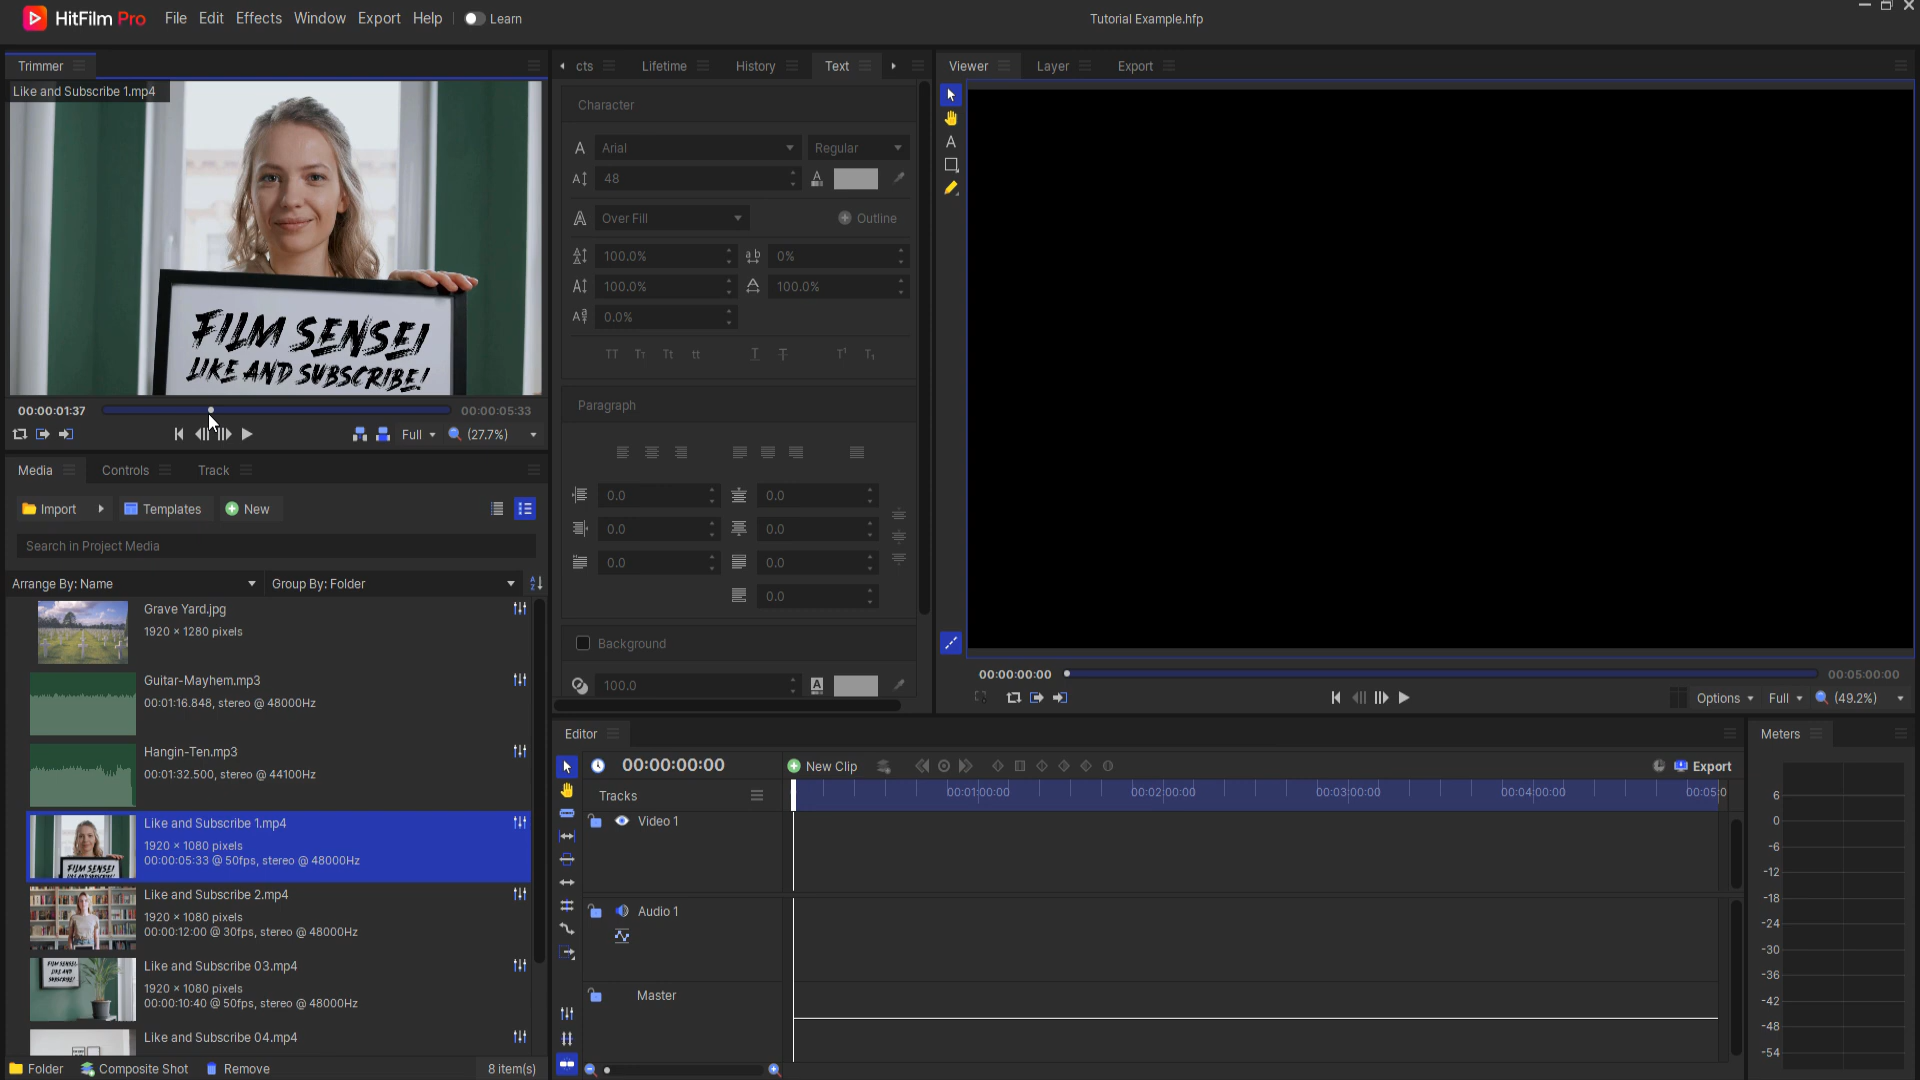 HitFilm Pro File Edit Effects Window Export Help Learn Tutorial Example.hfp
Trimmer
Like and Subscribe 1.mp4
FILM SENSEI
LIKE AND SUBSCRIBE!
00:00:01:37 00:00:05:33
Full (27.7%)
Media Controls Track
Import Templates New
Search in Project Media
Arrange By: Name Group By: Folder
Grave Yard.jpg
1920 × 1280 pixels
Guitar-Mayhem.mp3
00:01:16.848, stereo @ 48000Hz
Hangin-Ten.mp3
00:01:32.500, stereo @ 44100Hz
Like and Subscribe 1.mp4
1920 × 1080 pixels
00:00:05:33 @ 50fps, stereo @ 48000Hz
Like and Subscribe 2.mp4
1920 × 1080 pixels
00:00:12:00 @ 30fps, stereo @ 48000Hz
Like and Subscribe 03.mp4
1920 × 1080 pixels
00:00:10:40 @ 50fps, stereo @ 48000Hz
Like and Subscribe 04.mp4
Folder Composite Shot Remove 8 item(s)
cts Lifetime History Text
Character
Arial Regular
48
Over Fill Outline
100.0% 0%
100.0% 100.0%
0.0%
Paragraph
0.0 0.0
0.0 0.0
0.0 0.0
0.0
Background
100.0
Viewer Layer Export
00:00:00:00 00:05:00:00
Options Full (49.2%)
Editor
00:00:00:00 New Clip Export
Tracks 00:01:00:00 00:02:00:00 00:03:00:00 00:04:00:00 00:05:0
Video 1
Audio 1
Master
Meters
6
0
-6
-12
-18
-24
-30
-36
-42
-48
-54